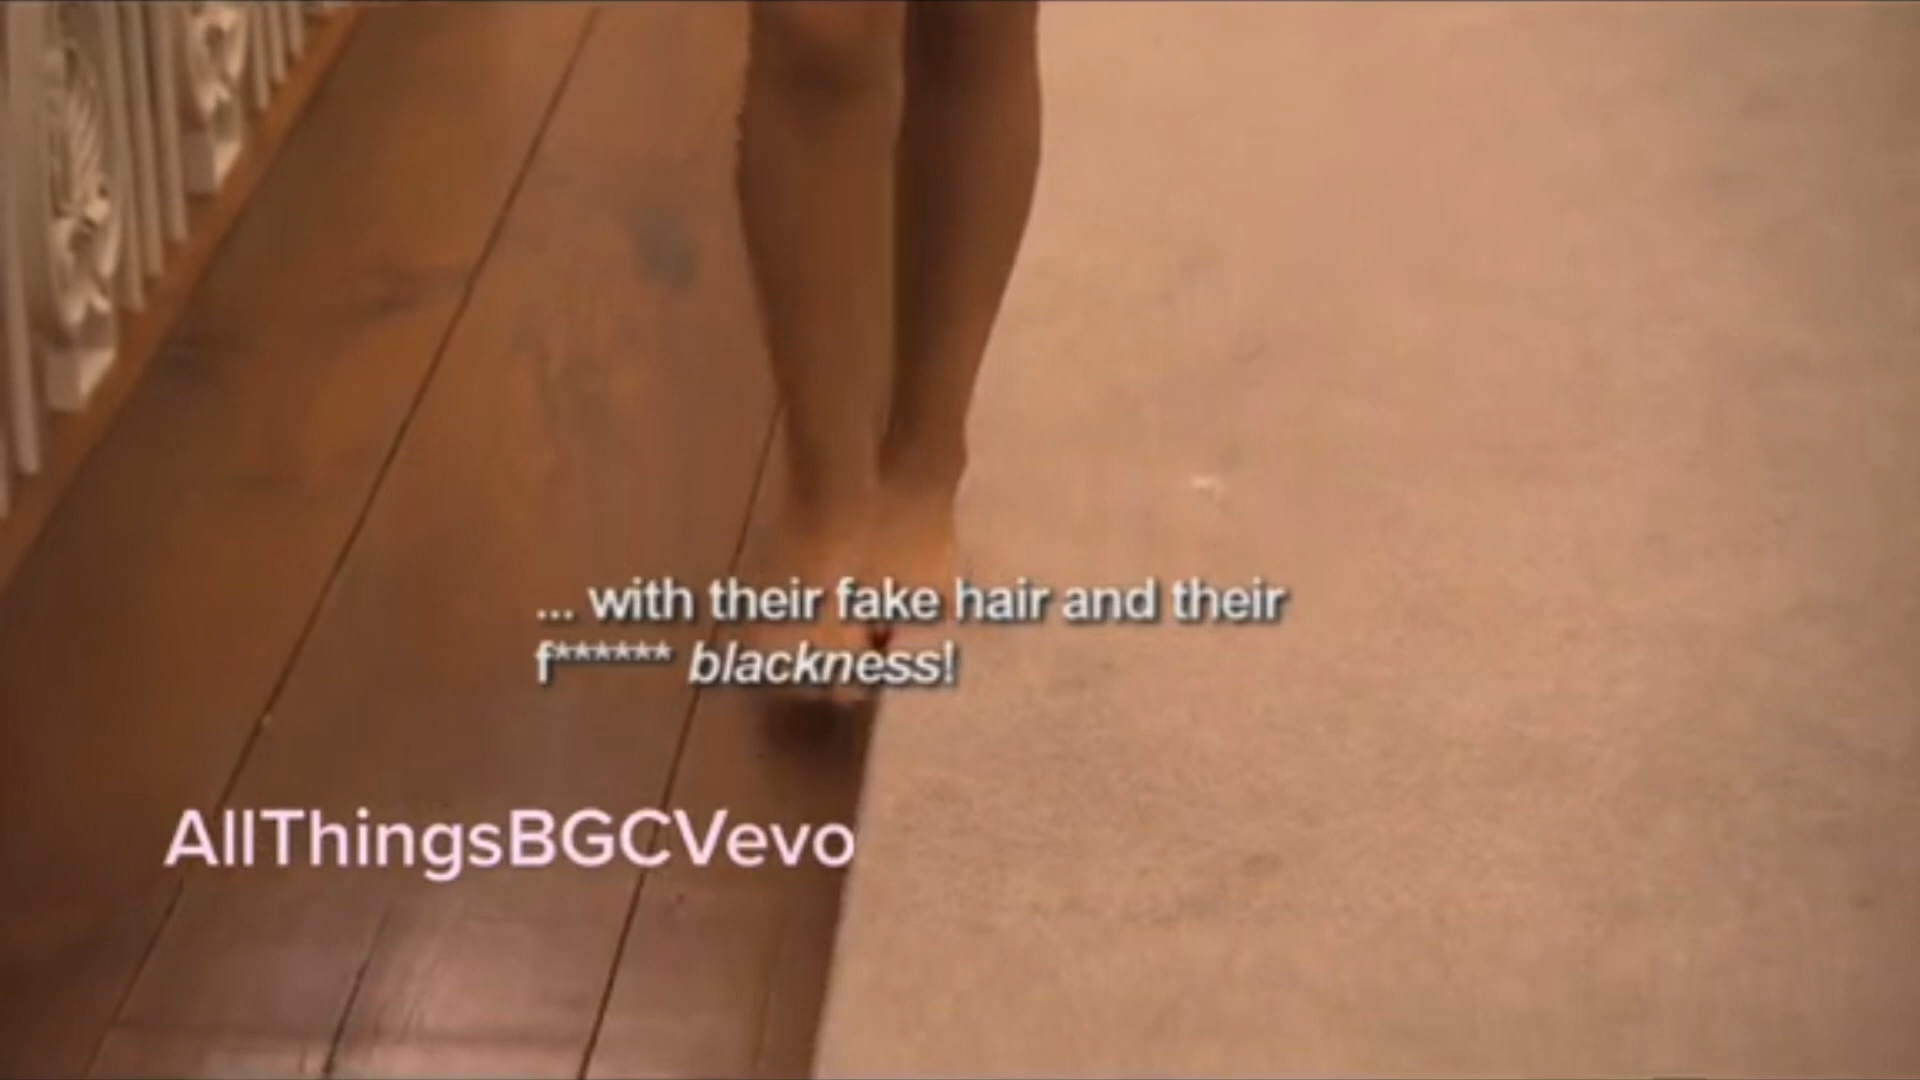 ... with their fake hair and their
f****** blackness!
AllThingsBGCVevo